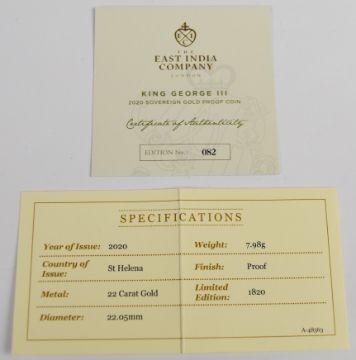 E I C
THE
EAST INDIA
COMPANY
LONDON
KING GEORGE III
2020 SOVEREIGN GOLD PROOF COIN
Certificate of Authenticity
EDITION No.: 082
SPECIFICATIONS
Year of Issue: 2020 Weight: 7.98g
Country of
Issue: St Helena Finish: Proof
Metal: 22 Carat Gold Limited
Edition: 1820
Diameter: 22.05mm